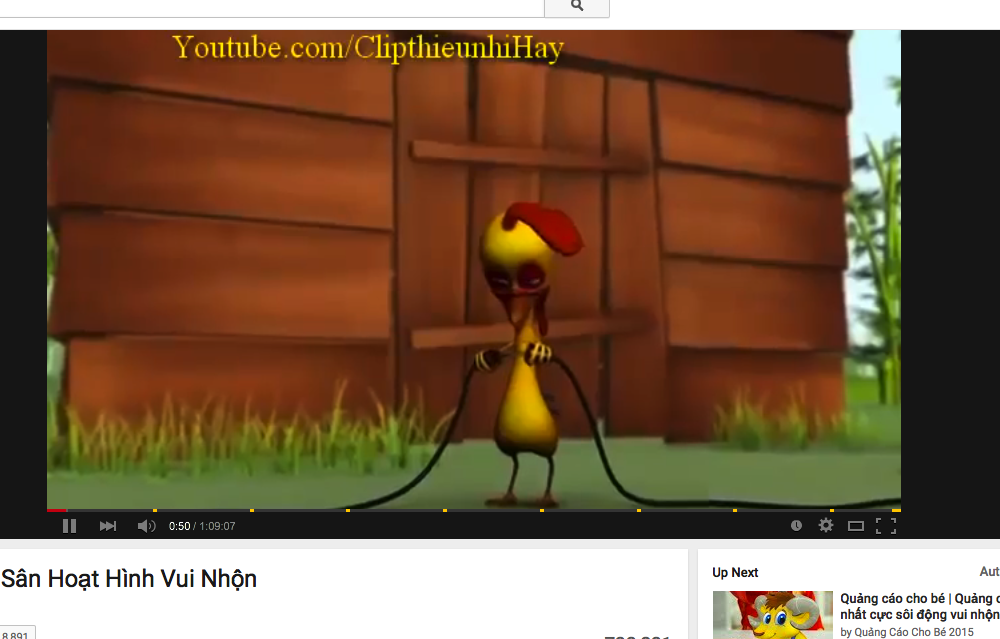 Youtube.com/ClipthieunhiHay
0:50 / 1:09:07
Sân Hoạt Hình Vui Nhộn
8,891
Up Next
Aut
Quảng cáo cho bé | Quảng c
nhất cực sôi động vui nhộn
by Quảng Cáo Cho Bé 2015